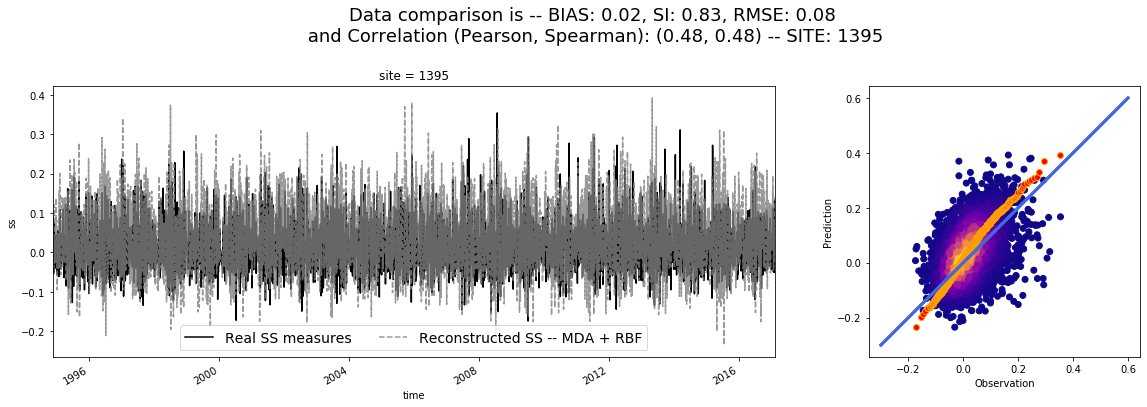 Data comparison is -- BIAS: 0.02, SI: 0.83, RMSE: 0.08
and Correlation (Pearson, Spearman): (0.48, 0.48) -- SITE: 1395
site = 1395
0.4
0.3
0.2
0.1
0.0
−0.1
−0.2
ss
Real SS measures
Reconstructed SS -- MDA + RBF
1996
2000
2004
2008
2012
2016
time
0.6
0.4
0.2
0.0
−0.2
Prediction
−0.2
0.0
0.2
0.4
0.6
Observation